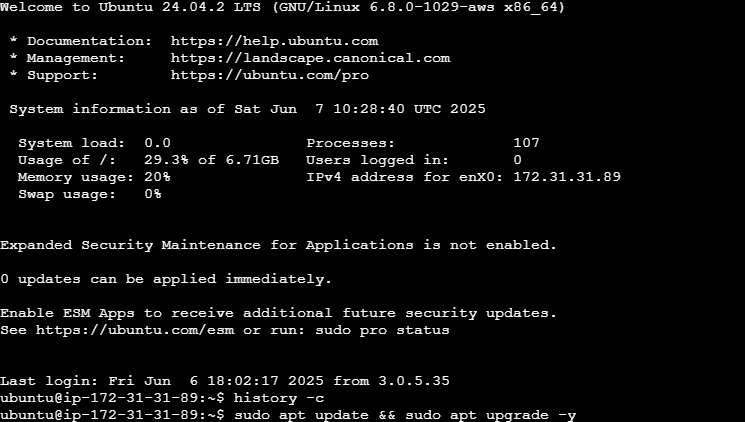 Welcome to Ubuntu 24.04.2 LTS (GNU/Linux 6.8.0-1029-aws x86_64)
* Documentation:  https://help.ubuntu.com
* Management:     https://landscape.canonical.com
* Support:        https://ubuntu.com/pro
System information as of Sat Jun  7 10:28:40 UTC 2025
System load:  0.0               Processes:             107
Usage of /:   29.3% of 6.71GB   Users logged in:       0
Memory usage: 20%               IPv4 address for enX0: 172.31.31.89
Swap usage:   0%
Expanded Security Maintenance for Applications is not enabled.
0 updates can be applied immediately.
Enable ESM Apps to receive additional future security updates.
See https://ubuntu.com/esm or run: sudo pro status
Last login: Fri Jun  6 18:02:17 2025 from 3.0.5.35
ubuntu@ip-172-31-31-89:~$ history -c
ubuntu@ip-172-31-31-89:~$ sudo apt update && sudo apt upgrade -y